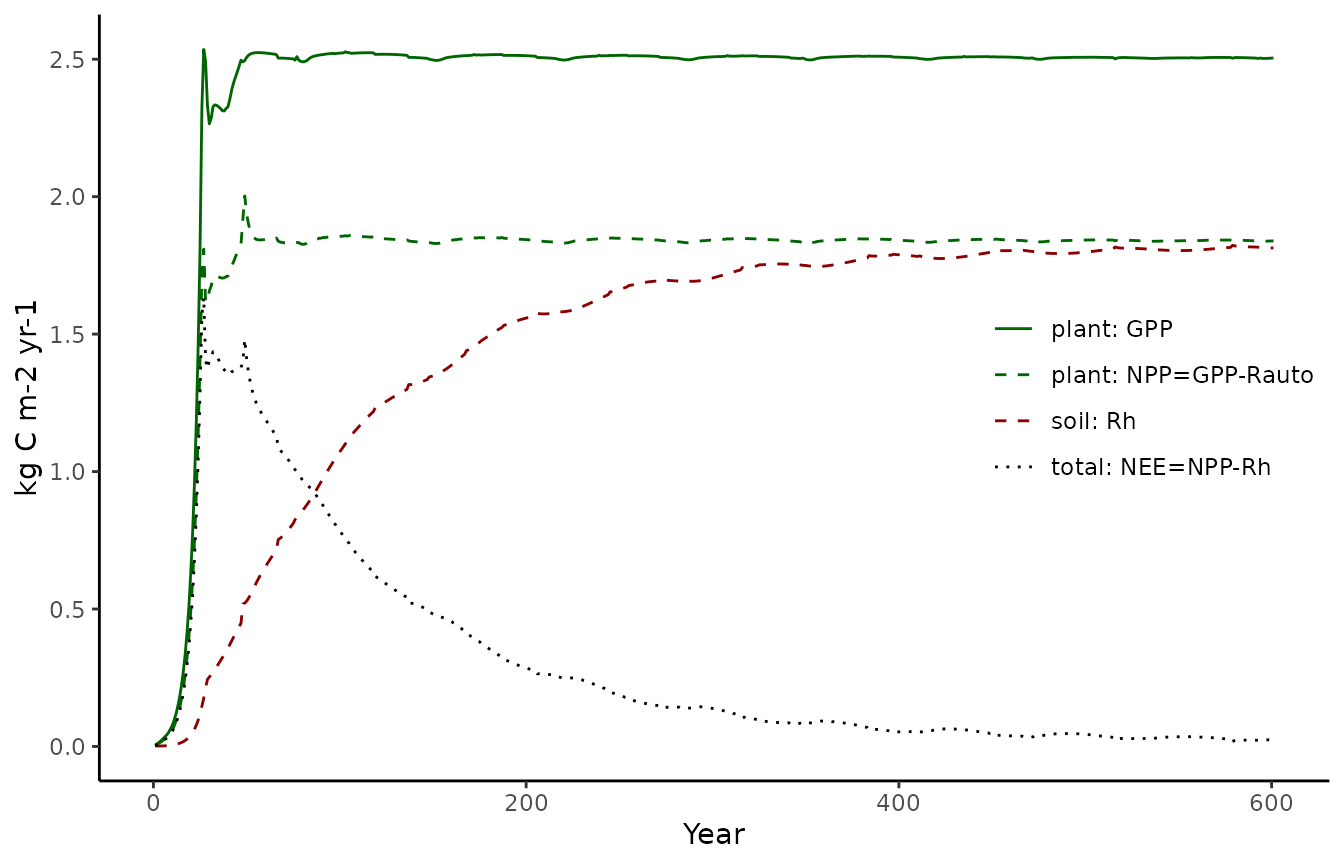 kg C m-2 yr-1
2.5
2.0
1.5
1.0
0.5
0.0
plant: GPP
plant: NPP=GPP-Rauto
soil: Rh
total: NEE=NPP-Rh
0
200
400
600
Year